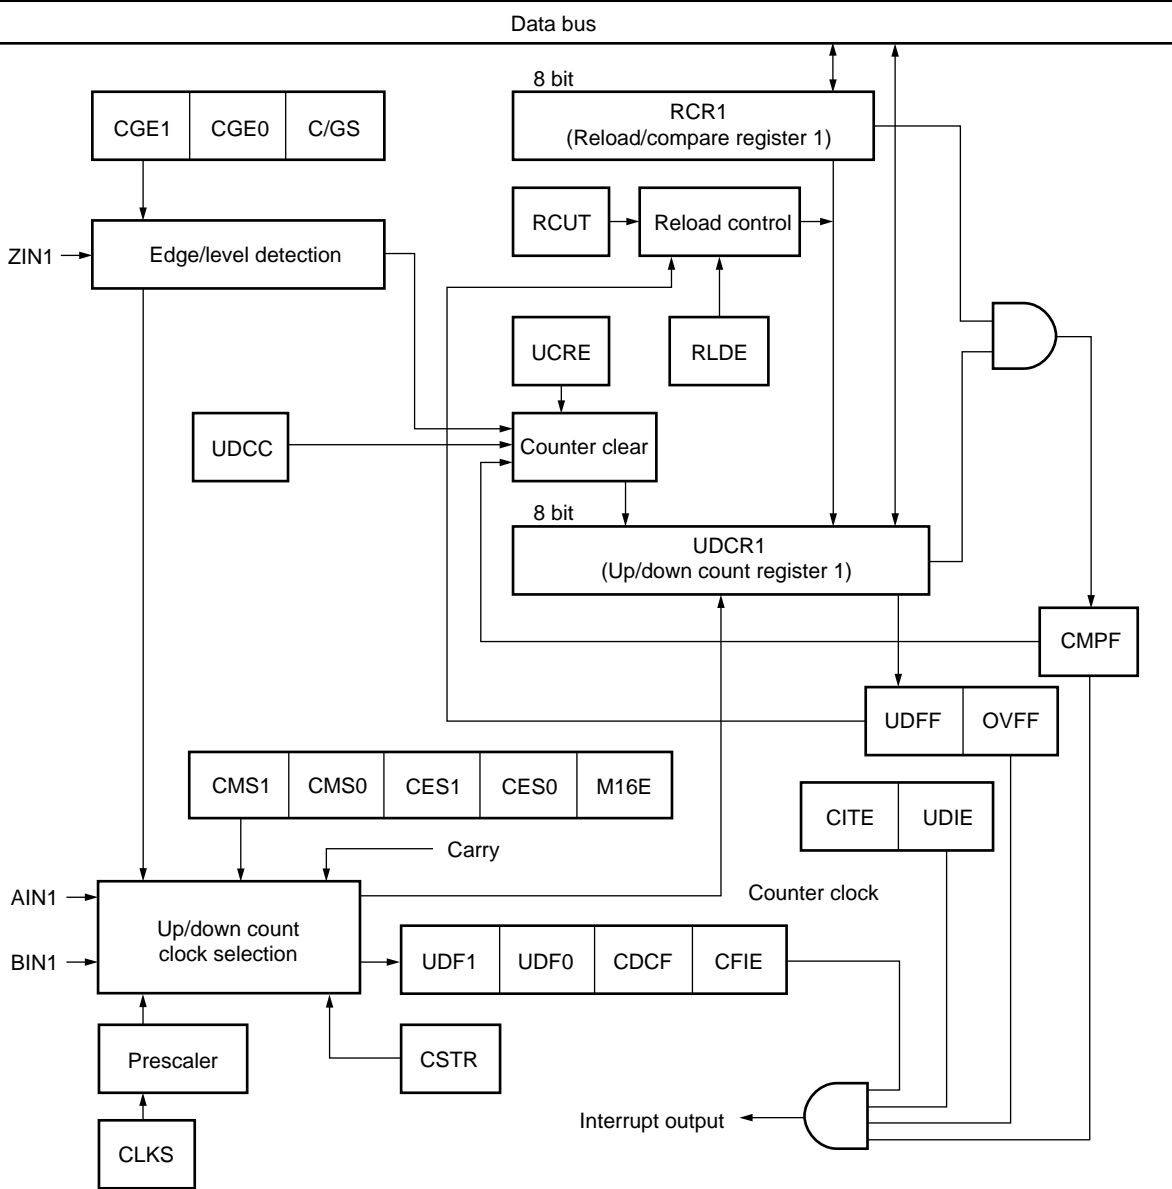 Data bus
8 bit
RCR1
(Reload/compare register 1)
CGE1 CGE0 C/GS
RCUT
Reload control
ZIN1
Edge/level detection
UCRE
RLDE
UDCC
Counter clear
8 bit
UDCR1
(Up/down count register 1)
CMPF
UDFF OVFF
CMS1 CMS0 CES1 CES0 M16E
CITE UDIE
Carry
Counter clock
AIN1
BIN1
Up/down count
clock selection
UDF1 UDF0 CDCF CFIE
Prescaler
CSTR
Interrupt output
CLKS